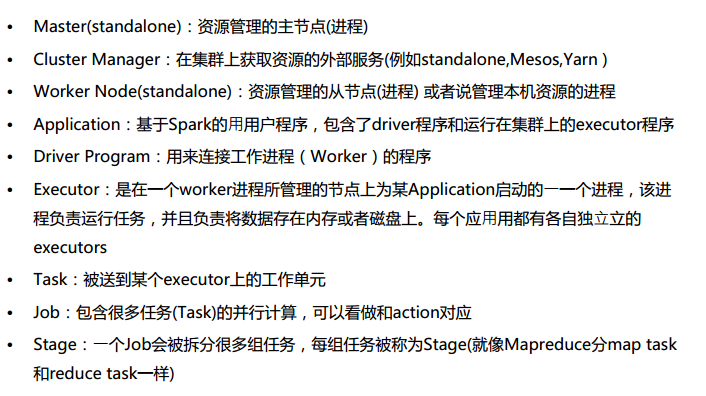 • Master(standalone)：资源管理的主节点(进程)
• Cluster Manager：在集群上获取资源的外部服务(例如standalone,Mesos,Yarn )
• Worker Node(standalone)：资源管理的从节点(进程) 或者说管理本机资源的进程
• Application：基于Spark的用用户程序，包含了driver程序和运行在集群上的executor程序
• Driver Program：用来连接工作进程（Worker）的程序
• Executor：是在一个worker进程所管理的节点上为某Application启动的一一个进程，该进
程负责运行任务，并且负责将数据存在内存或者磁盘上。每个应用用都有各自独立立的
executors
• Task：被送到某个executor上的工作单元
• Job：包含很多任务(Task)的并行计算，可以看做和action对应
• Stage：一个Job会被拆分很多组任务，每组任务被称为Stage(就像Mapreduce分map task
和reduce task一样)